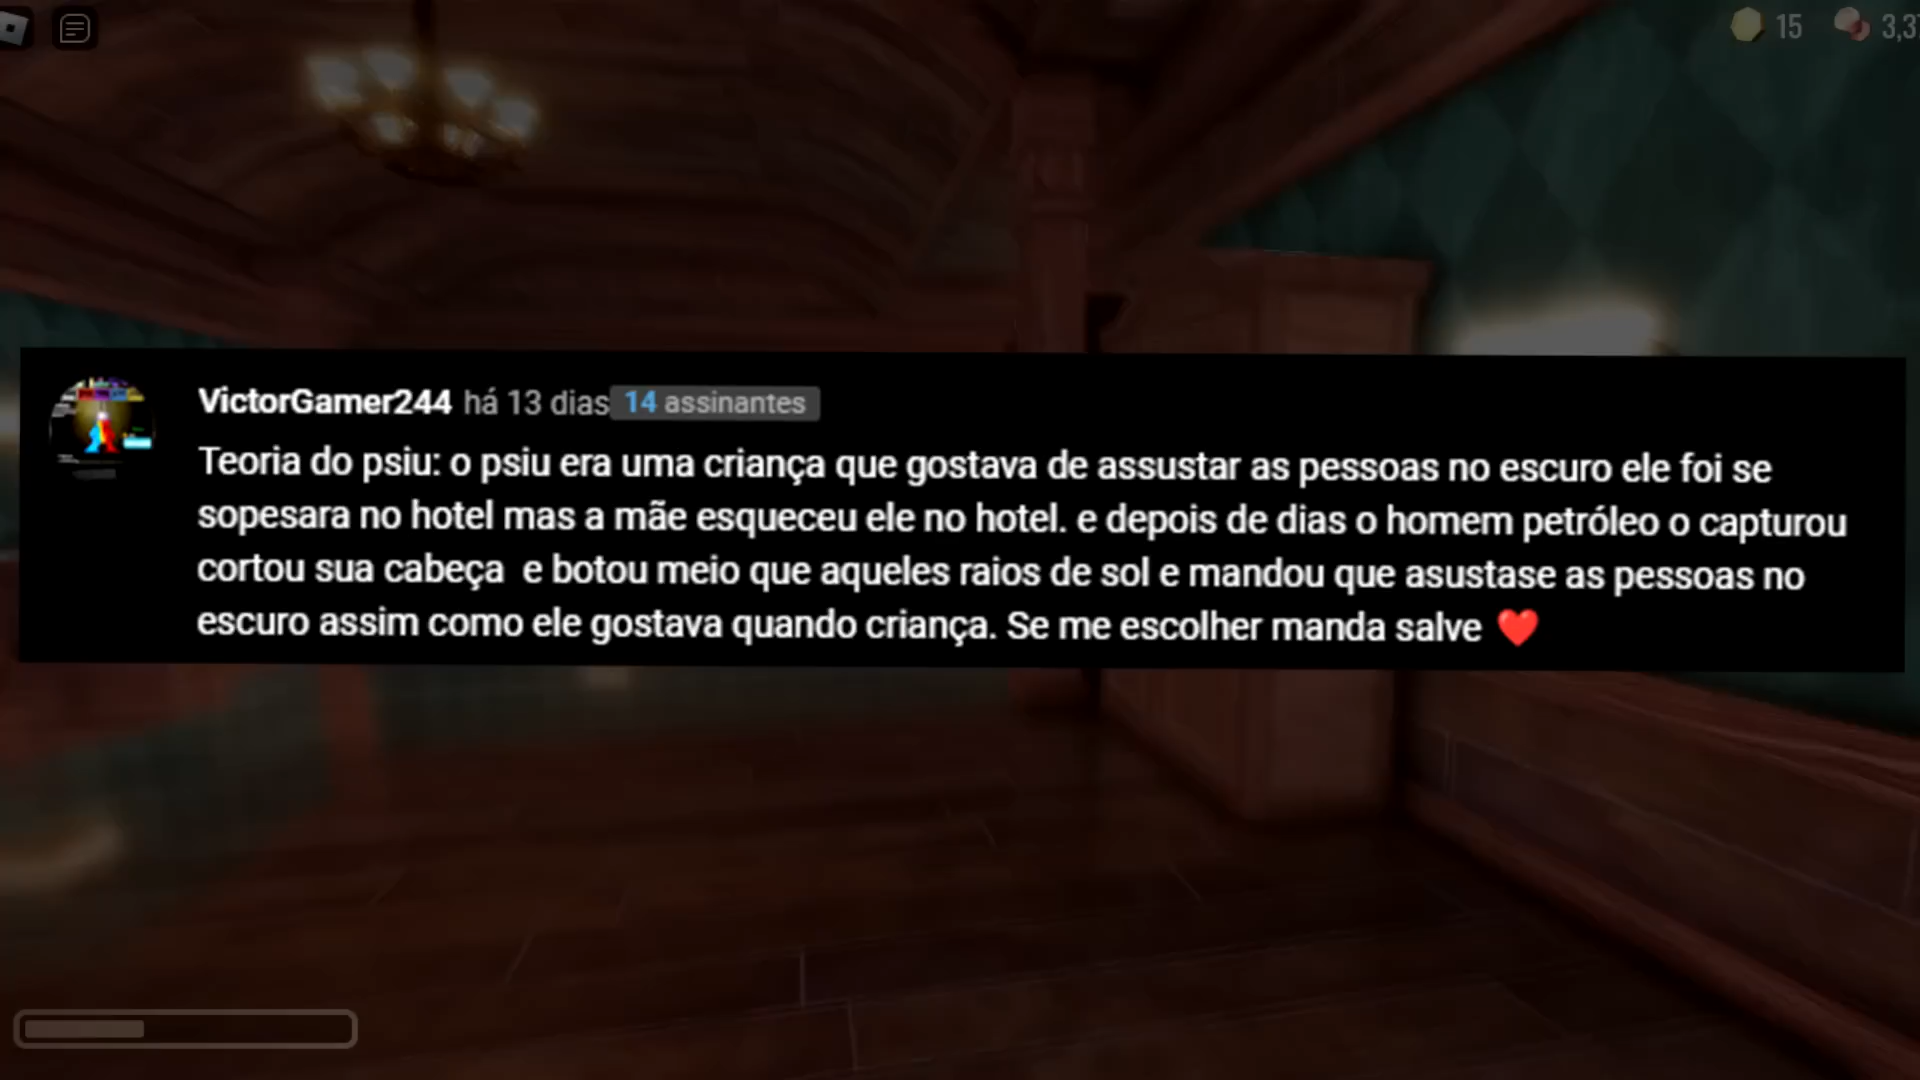 15
3,37
VictorGamer244 há 13 dias 14 assinantes
Teoria do psiu: o psiu era uma criança que gostava de assustar as pessoas no escuro ele foi se
sopesara no hotel mas a mãe esqueceu ele no hotel. e depois de dias o homem petróleo o capturou
cortou sua cabeça e botou meio que aqueles raios de sol e mandou que asustase as pessoas no
escuro assim como ele gostava quando criança. Se me escolher manda salve ❤️